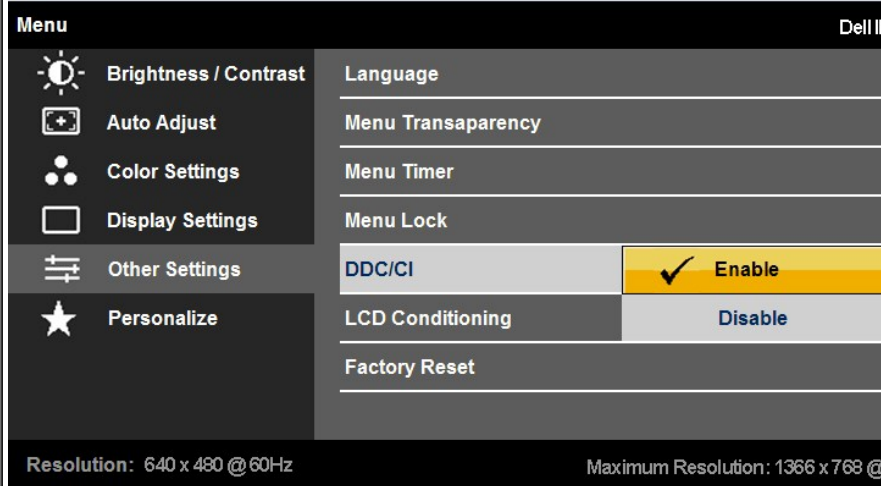 Menu
Dell
Brightness / Contrast
Auto Adjust
Color Settings
Display Settings
Other Settings
Personalize
Language
Menu Transaparency
Menu Timer
Menu Lock
DDC/CI
Enable
Disable
LCD Conditioning
Factory Reset
Resolution: 640 x 480 @60Hz
Maximum Resolution: 1366 x 768 @